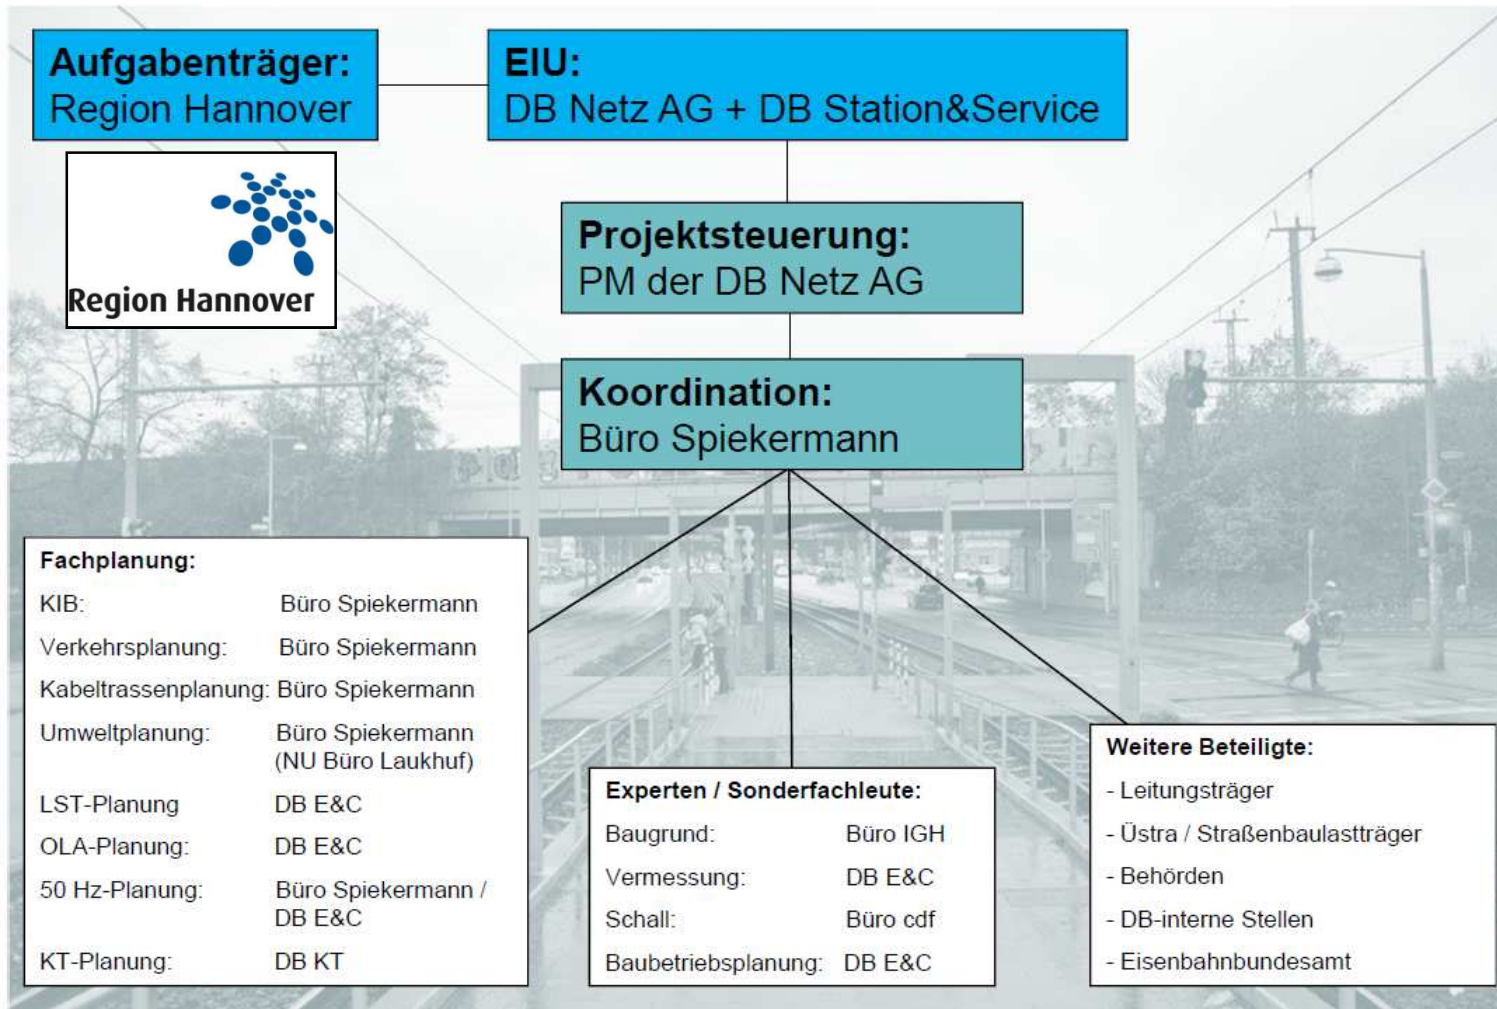 Aufgabenträger:
Region Hannover
EIU:
DB Netz AG + DB Station&Service
Region Hannover
Projektsteuerung:
PM der DB Netz AG
Koordination:
Büro Spiekermann
Fachplanung:
KIB: Büro Spiekermann
Verkehrsplanung: Büro Spiekermann
Kabeltrassenplanung: Büro Spiekermann
Umweltplanung: Büro Spiekermann
(NU Büro Laukhuf)
LST-Planung DB E&C
OLA-Planung: DB E&C
50 Hz-Planung: Büro Spiekermann /
DB E&C
KT-Planung: DB KT
Experten / Sonderfachleute:
Baugrund: Büro IGH
Vermessung: DB E&C
Schall: Büro cdf
Baubetriebsplanung: DB E&C
Weitere Beteiligte:
- Leitungsträger
- Üstra / Straßenbaulastträger
- Behörden
- DB-interne Stellen
- Eisenbahnbundesamt